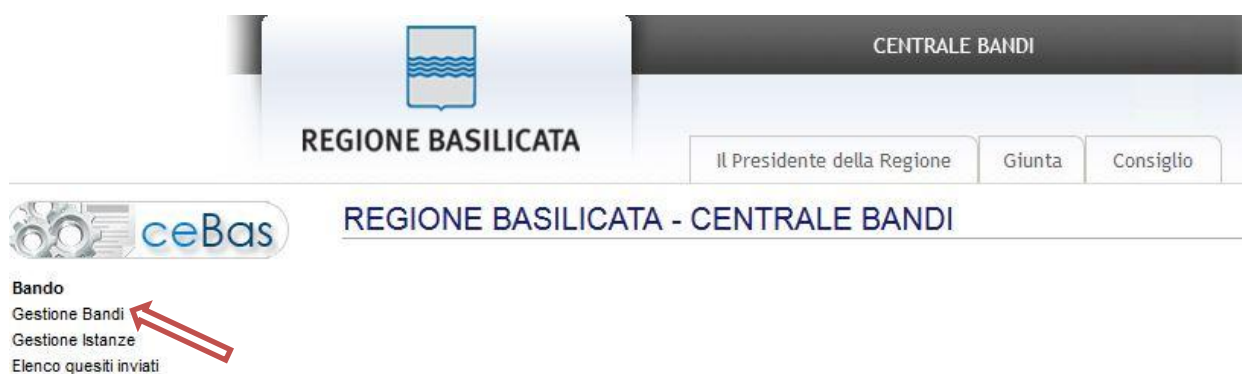 CENTRALE BANDI
REGIONE BASILICATA
Il Presidente della Regione
Giunta
Consiglio
ceBas
REGIONE BASILICATA - CENTRALE BANDI
Bando
Gestione Bandi
Gestione Istanze
Elenco quesiti inviati